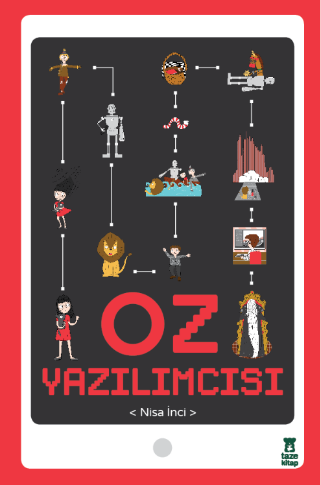 OZ
YAZILIMCISI
< Nisa İnci >
taze
kitap